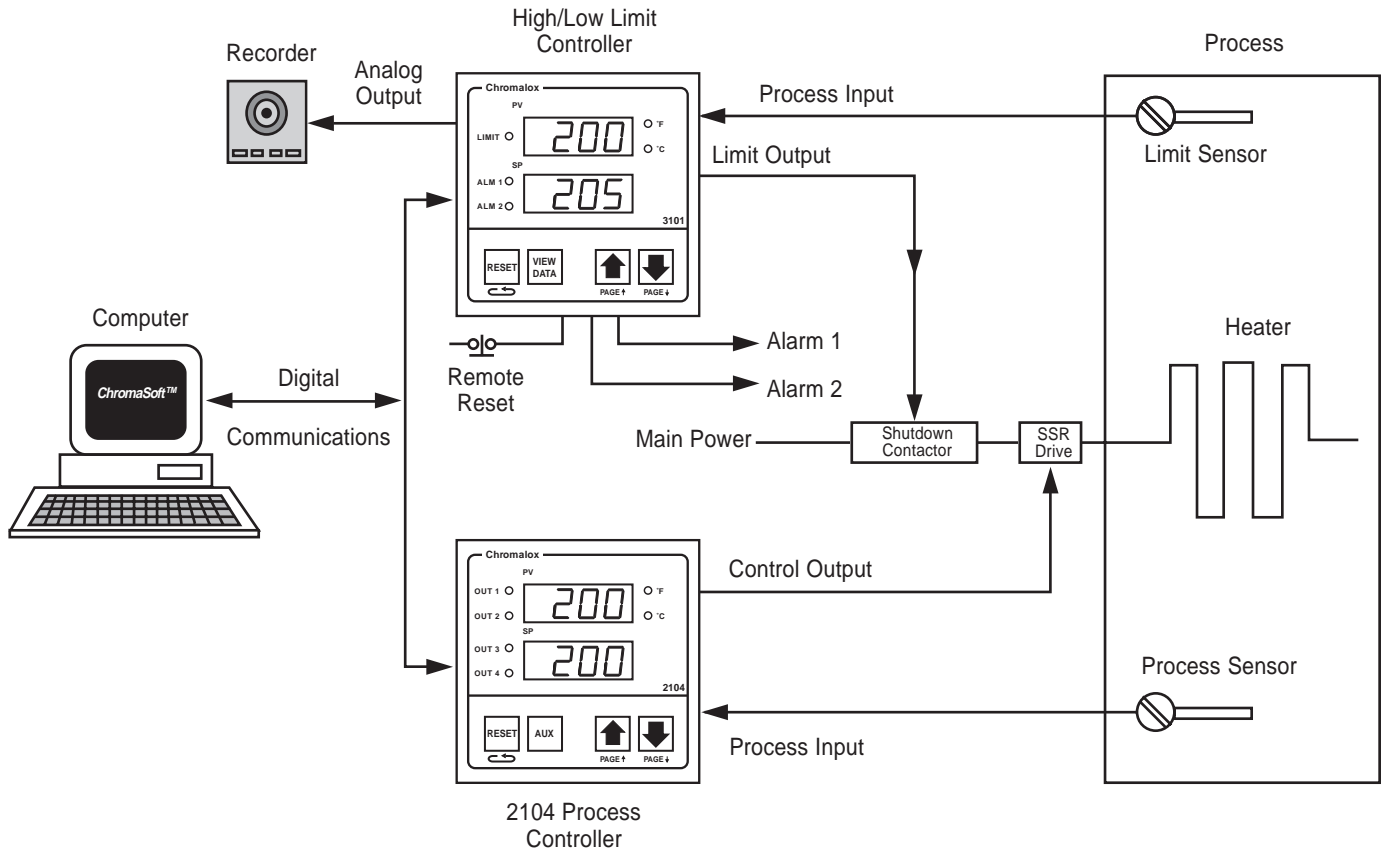 High/Low Limit
Controller
Recorder
Analog
Output
Process
Chromalox
PV
200
LIMIT
°F
°C
SP
ALM 1
205
ALM 2
3101
RESET
VIEW
DATA
PAGE
PAGE
Process Input
Limit Output
Limit Sensor
Computer
ChromaSoft™
Digital
Communications
Remote
Reset
Alarm 1
Alarm 2
Main Power
Shutdown
Contactor
SSR
Drive
Heater
Chromalox
PV
OUT 1
200
°F
OUT 2
°C
SP
OUT 3
200
OUT 4
2104
RESET
AUX
PAGE
PAGE
Control Output
Process Sensor
Process Input
2104 Process
Controller